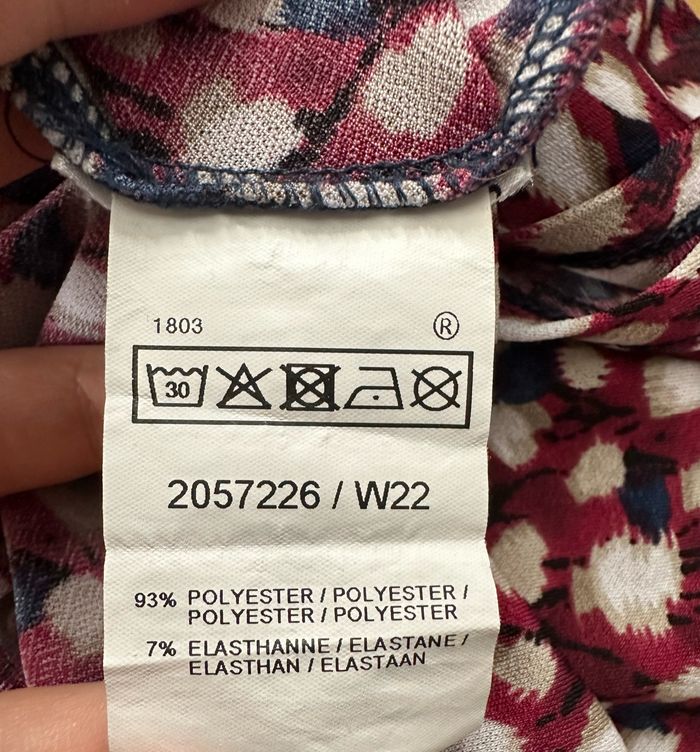 1803 ®
30
2057226 / W22
93% POLYESTER / POLYESTER /
POLYESTER / POLYESTER
7% ELASTHANNE / ELASTANE /
ELASTHAN / ELASTAAN